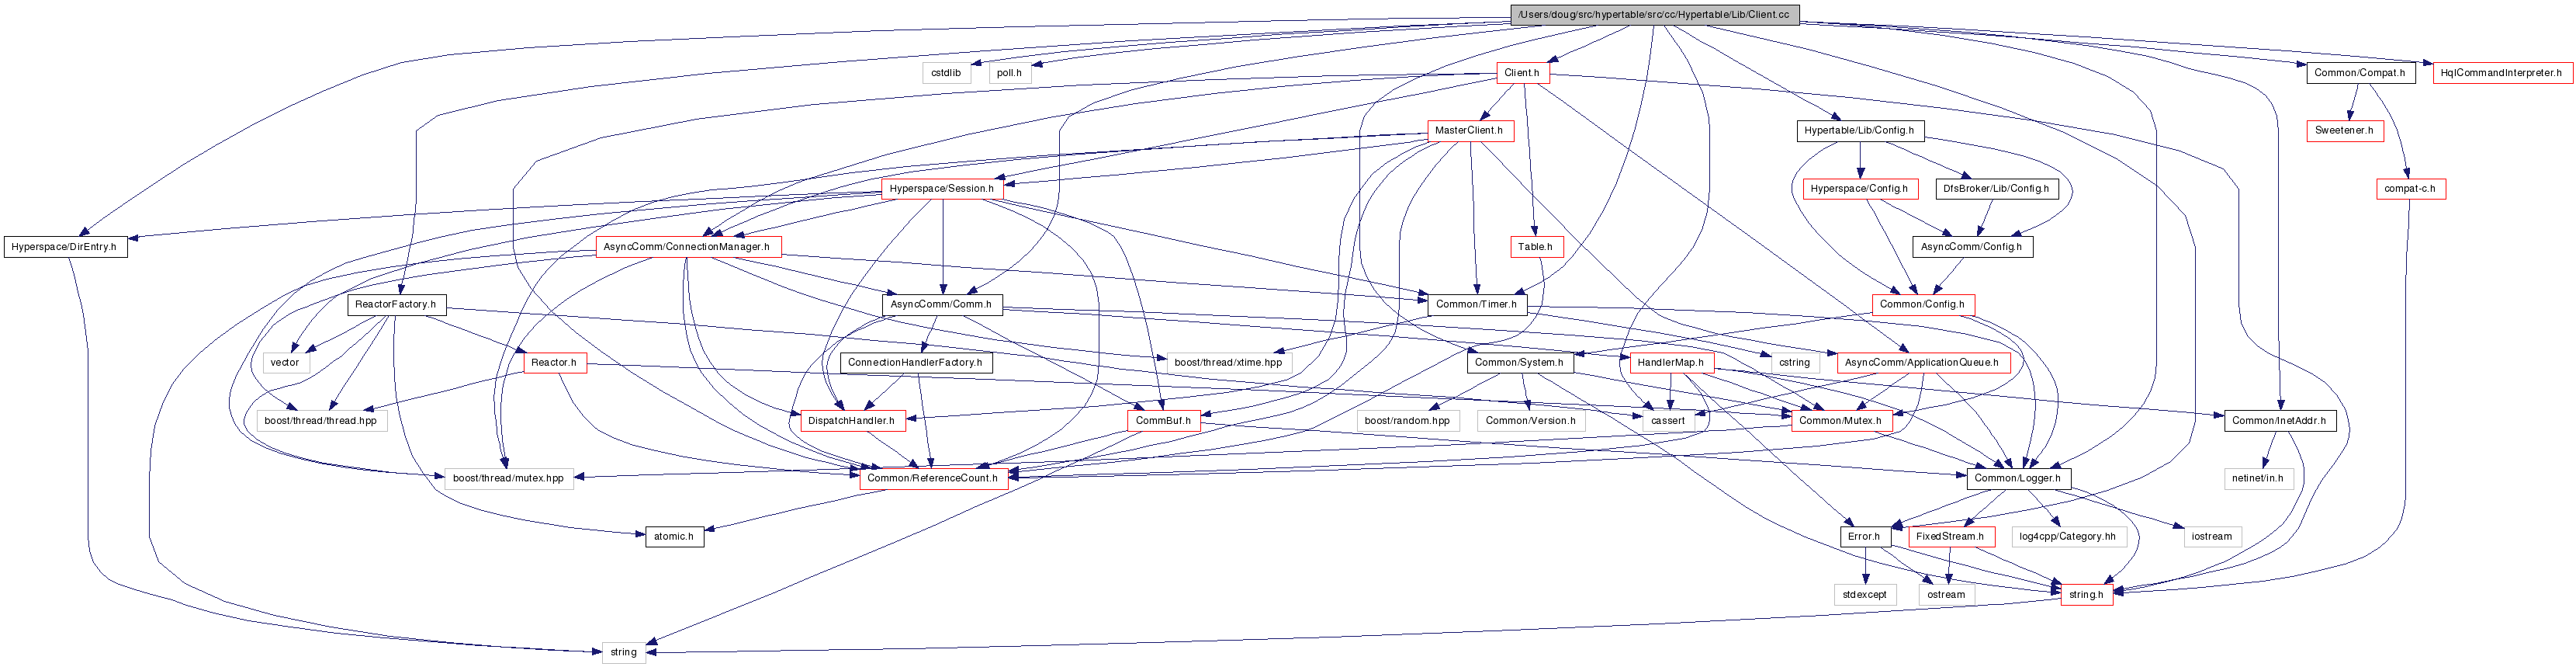 /Users/doug/src/hypertable/src/cc/Hypertable/Lib/Client.cc
cstdlib
poll.h
Client.h
Common/Compat.h
HqlCommandInterpreter.h
MasterClient.h
Hypertable/Lib/Config.h
Sweetener.h
Hyperspace/Session.h
Hyperspace/Config.h
DfsBroker/Lib/Config.h
compat-c.h
Hyperspace/DirEntry.h
AsyncComm/ConnectionManager.h
Table.h
AsyncComm/Config.h
ReactorFactory.h
AsyncComm/Comm.h
Common/Timer.h
Common/Config.h
vector
Reactor.h
ConnectionHandlerFactory.h
boost/thread/xtime.hpp
Common/System.h
HandlerMap.h
cstring
AsyncComm/ApplicationQueue.h
boost/thread/thread.hpp
DispatchHandler.h
CommBuf.h
boost/random.hpp
Common/Version.h
cassert
Common/Mutex.h
Common/InetAddr.h
boost/thread/mutex.hpp
Common/ReferenceCount.h
Common/Logger.h
netinet/in.h
atomic.h
Error.h
FixedStream.h
log4cpp/Category.hh
iostream
stdexcept
ostream
string.h
string